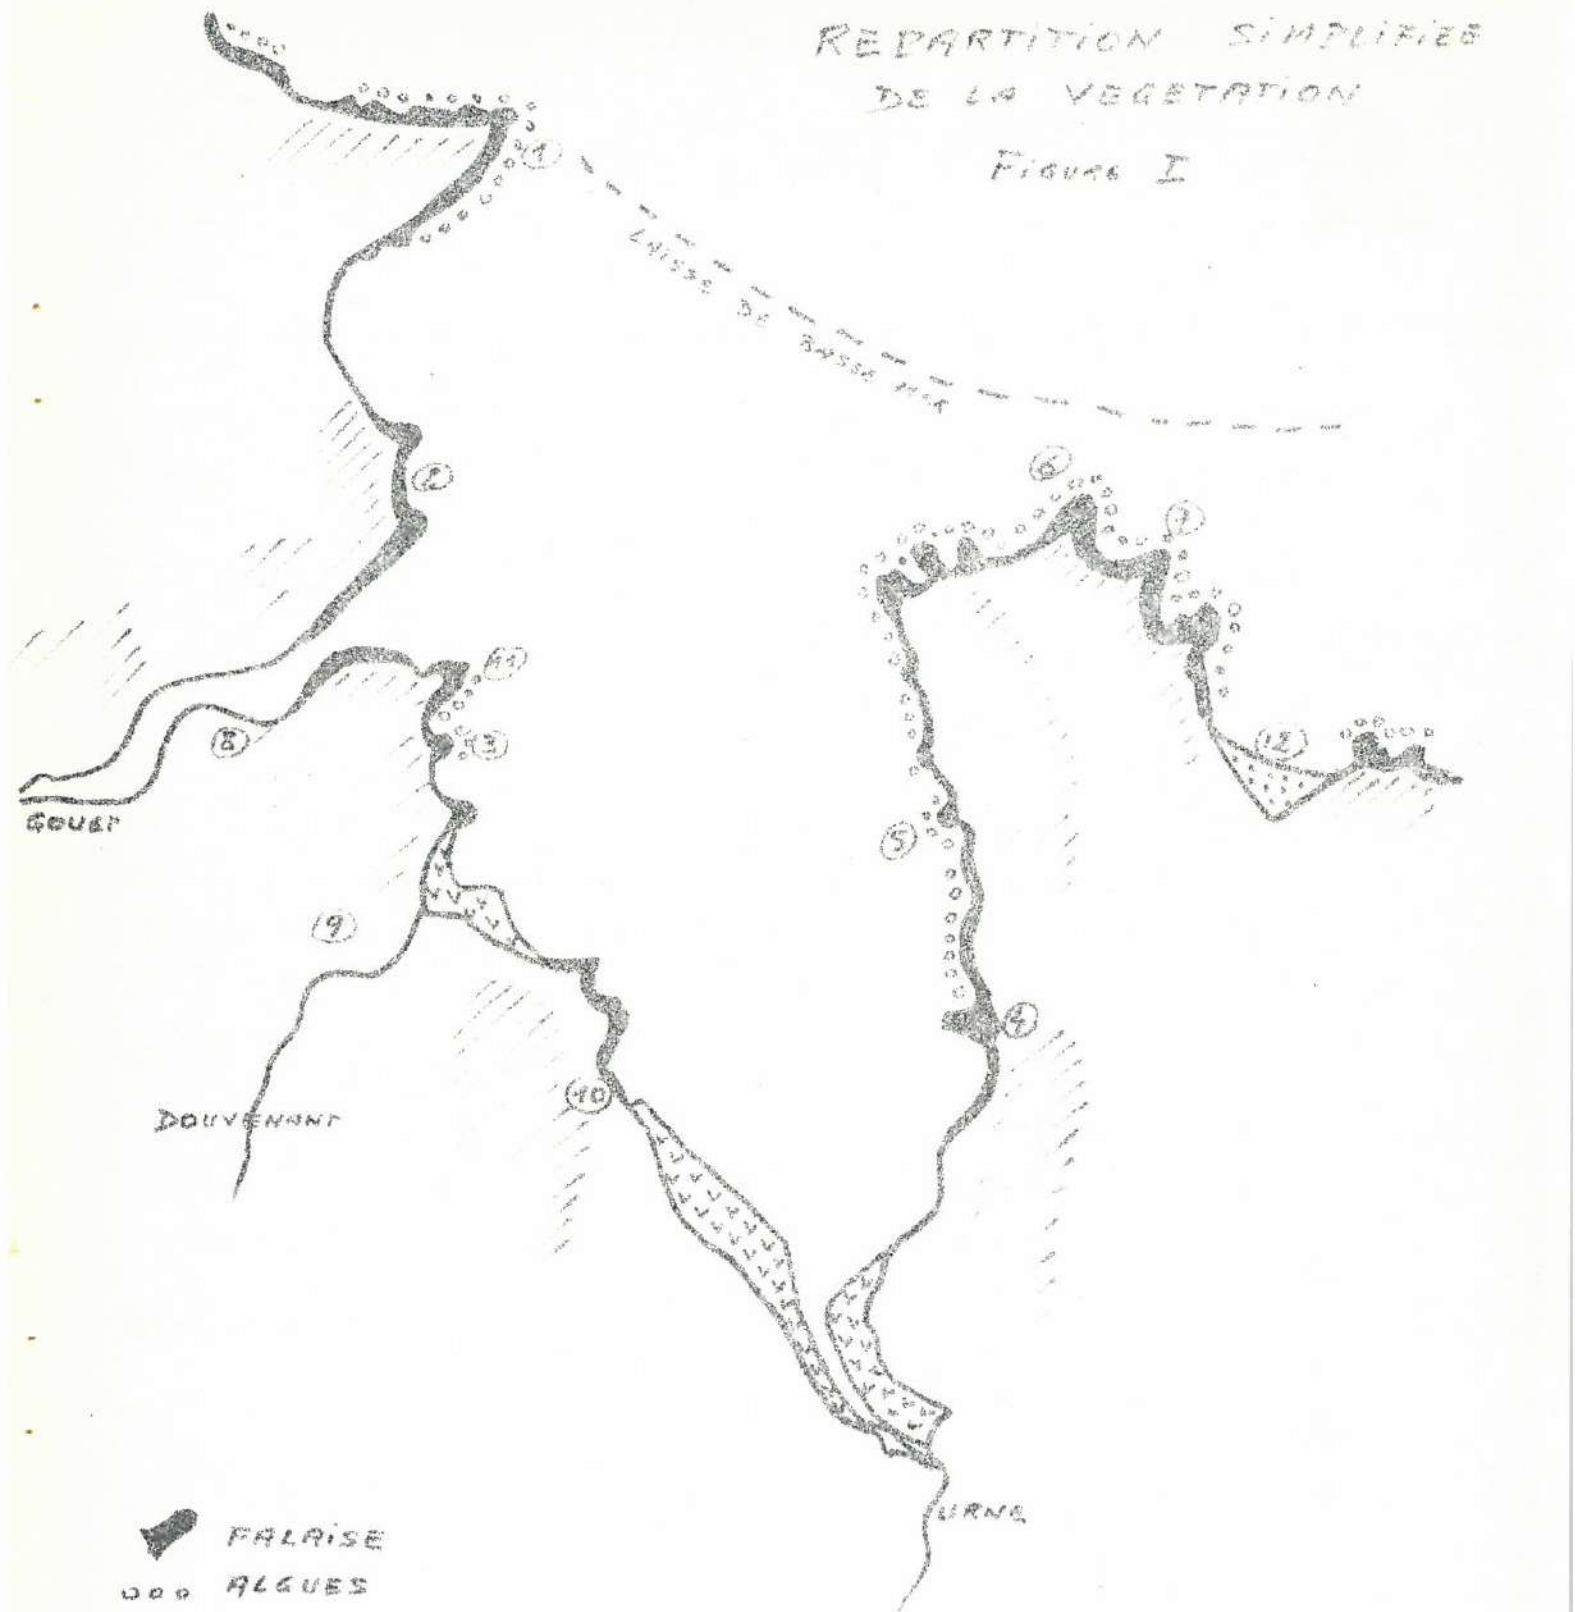 REPARTITION SIMPLIFIEE
DE LA VEGETATION
FIGURE I
1
LAISSE DE BASSE MER
2
6
7
11
8
3
12
GOUET
5
9
4
10
DOUVENANT
URNE
FALAISE
ALGUES